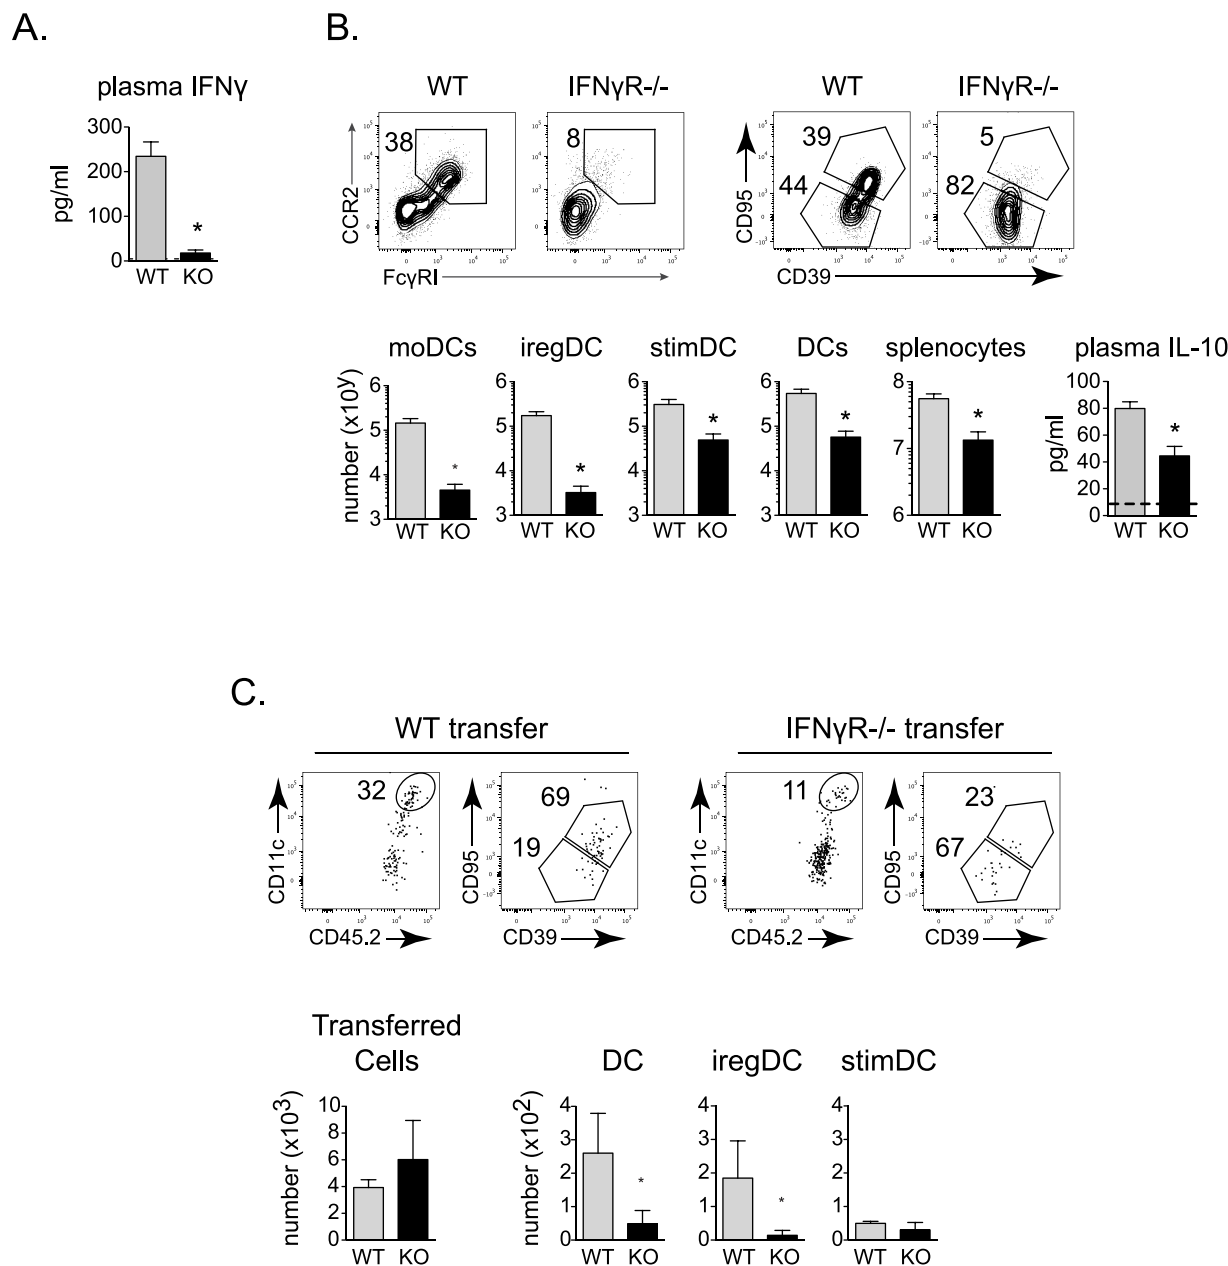 A.
B.
plasma IFNγ
300
200
100
0
pg/ml
*
WT KO
WT IFNγR-/- WT IFNγR-/-
38 8 39 5
44 82
CCR2
FcγRI
CD95
CD39
moDCs iregDC stimDC DCs splenocytes plasma IL-10
number (x10y)
6 6 6 6 8 100
5 5 5 5 7 80
4 4 4 4 6 60
3 3 3 3 40
20
0
pg/ml
* * * * * *
WT KO WT KO WT KO WT KO WT KO WT KO
C.
WT transfer IFNγR-/- transfer
32 69 11 23
19 67
CD11c CD95 CD11c CD95
CD45.2 CD39 CD45.2 CD39
Transferred
Cells DC iregDC stimDC
number (x103)
10
8
6
4
2
0
number (x102)
4 4 4
3 3 3
2 2 2
1 1 1
0 0 0
* *
WT KO WT KO WT KO WT KO